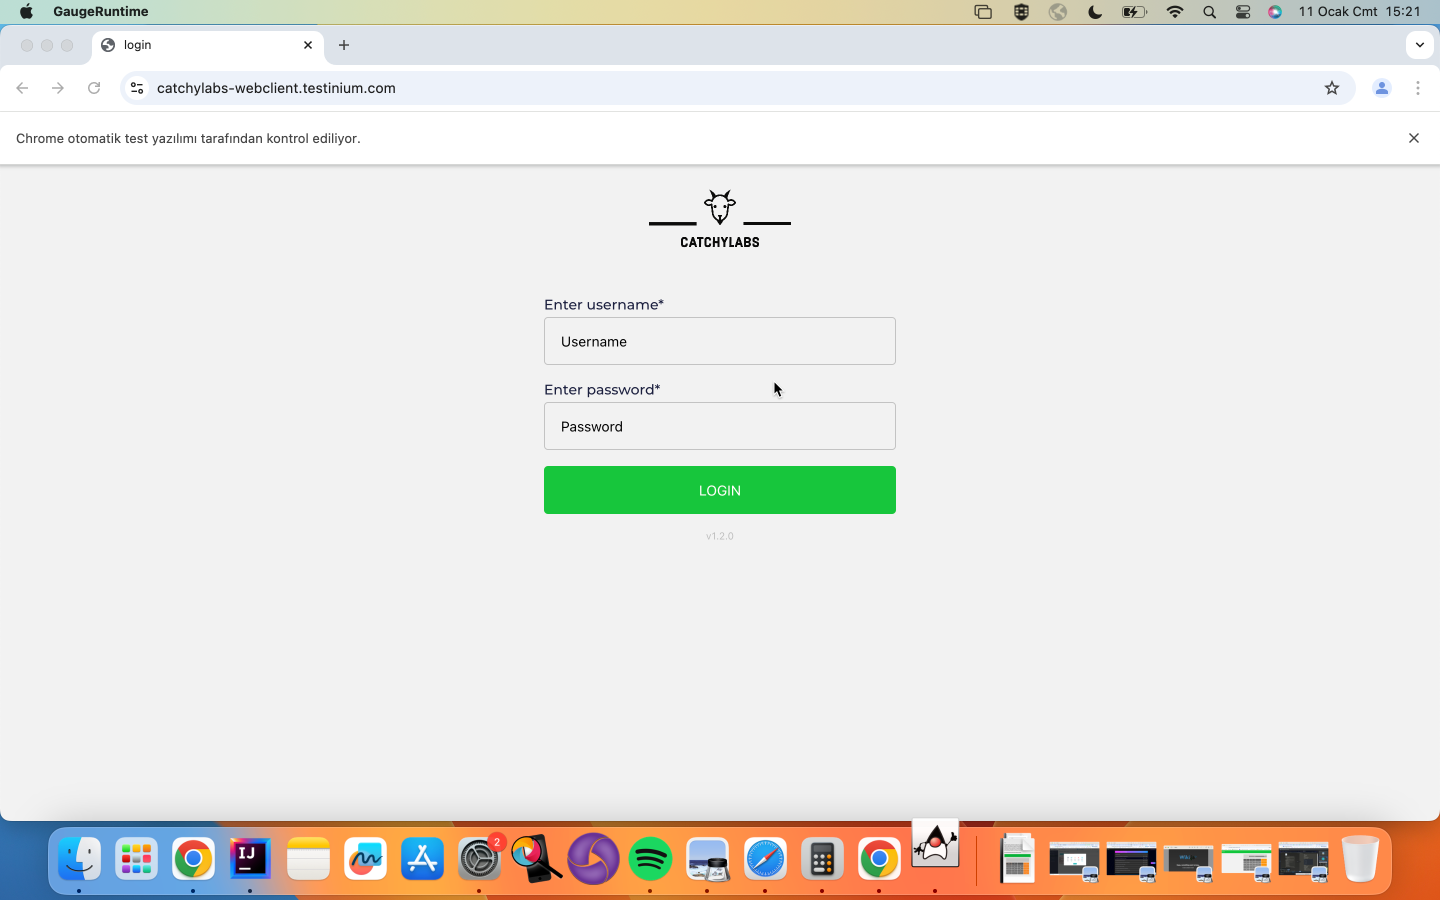 GaugeRuntime
11 Ocak Cmt 15:21
login
catchylabs-webclient.testinium.com
Chrome otomatik test yazılımı tarafından kontrol ediliyor.
CATCHYLABS
Enter username*
Username
Enter password*
Password
LOGIN
v1.2.0
IJ
2